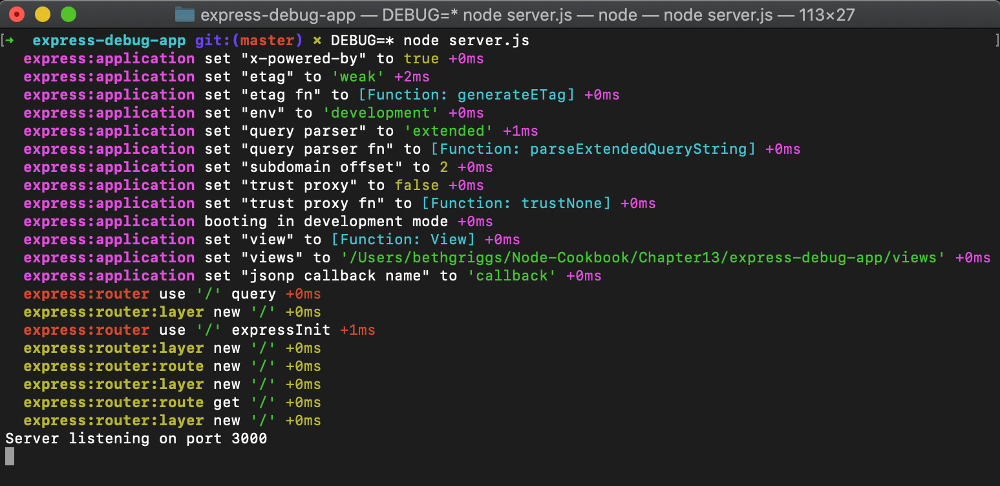 express-debug-app — DEBUG=* node server.js — node — node server.js — 113×27
[➜  express-debug-app git:(master) ✗ DEBUG=* node server.js ]
express:application set "x-powered-by" to true +0ms
express:application set "etag" to 'weak' +2ms
express:application set "etag fn" to [Function: generateETag] +0ms
express:application set "env" to 'development' +0ms
express:application set "query parser" to 'extended' +1ms
express:application set "query parser fn" to [Function: parseExtendedQueryString] +0ms
express:application set "subdomain offset" to 2 +0ms
express:application set "trust proxy" to false +0ms
express:application set "trust proxy fn" to [Function: trustNone] +0ms
express:application booting in development mode +0ms
express:application set "view" to [Function: View] +0ms
express:application set "views" to '/Users/bethgriggs/Node-Cookbook/Chapter13/express-debug-app/views' +0ms
express:application set "jsonp callback name" to 'callback' +0ms
express:router use '/' query +0ms
express:router:layer new '/' +0ms
express:router use '/' expressInit +1ms
express:router:layer new '/' +0ms
express:router:route new '/' +0ms
express:router:layer new '/' +0ms
express:router:route get '/' +0ms
express:router:layer new '/' +0ms
Server listening on port 3000